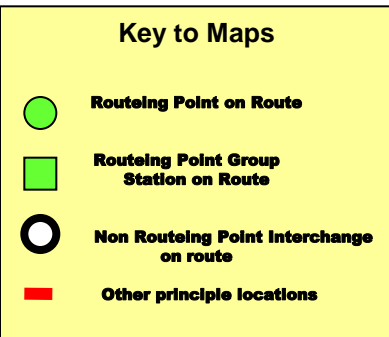 Key to Maps
Routeing Point on Route
Routeing Point Group
Station on Route
Non Routeing Point Interchange
on route
Other principle locations